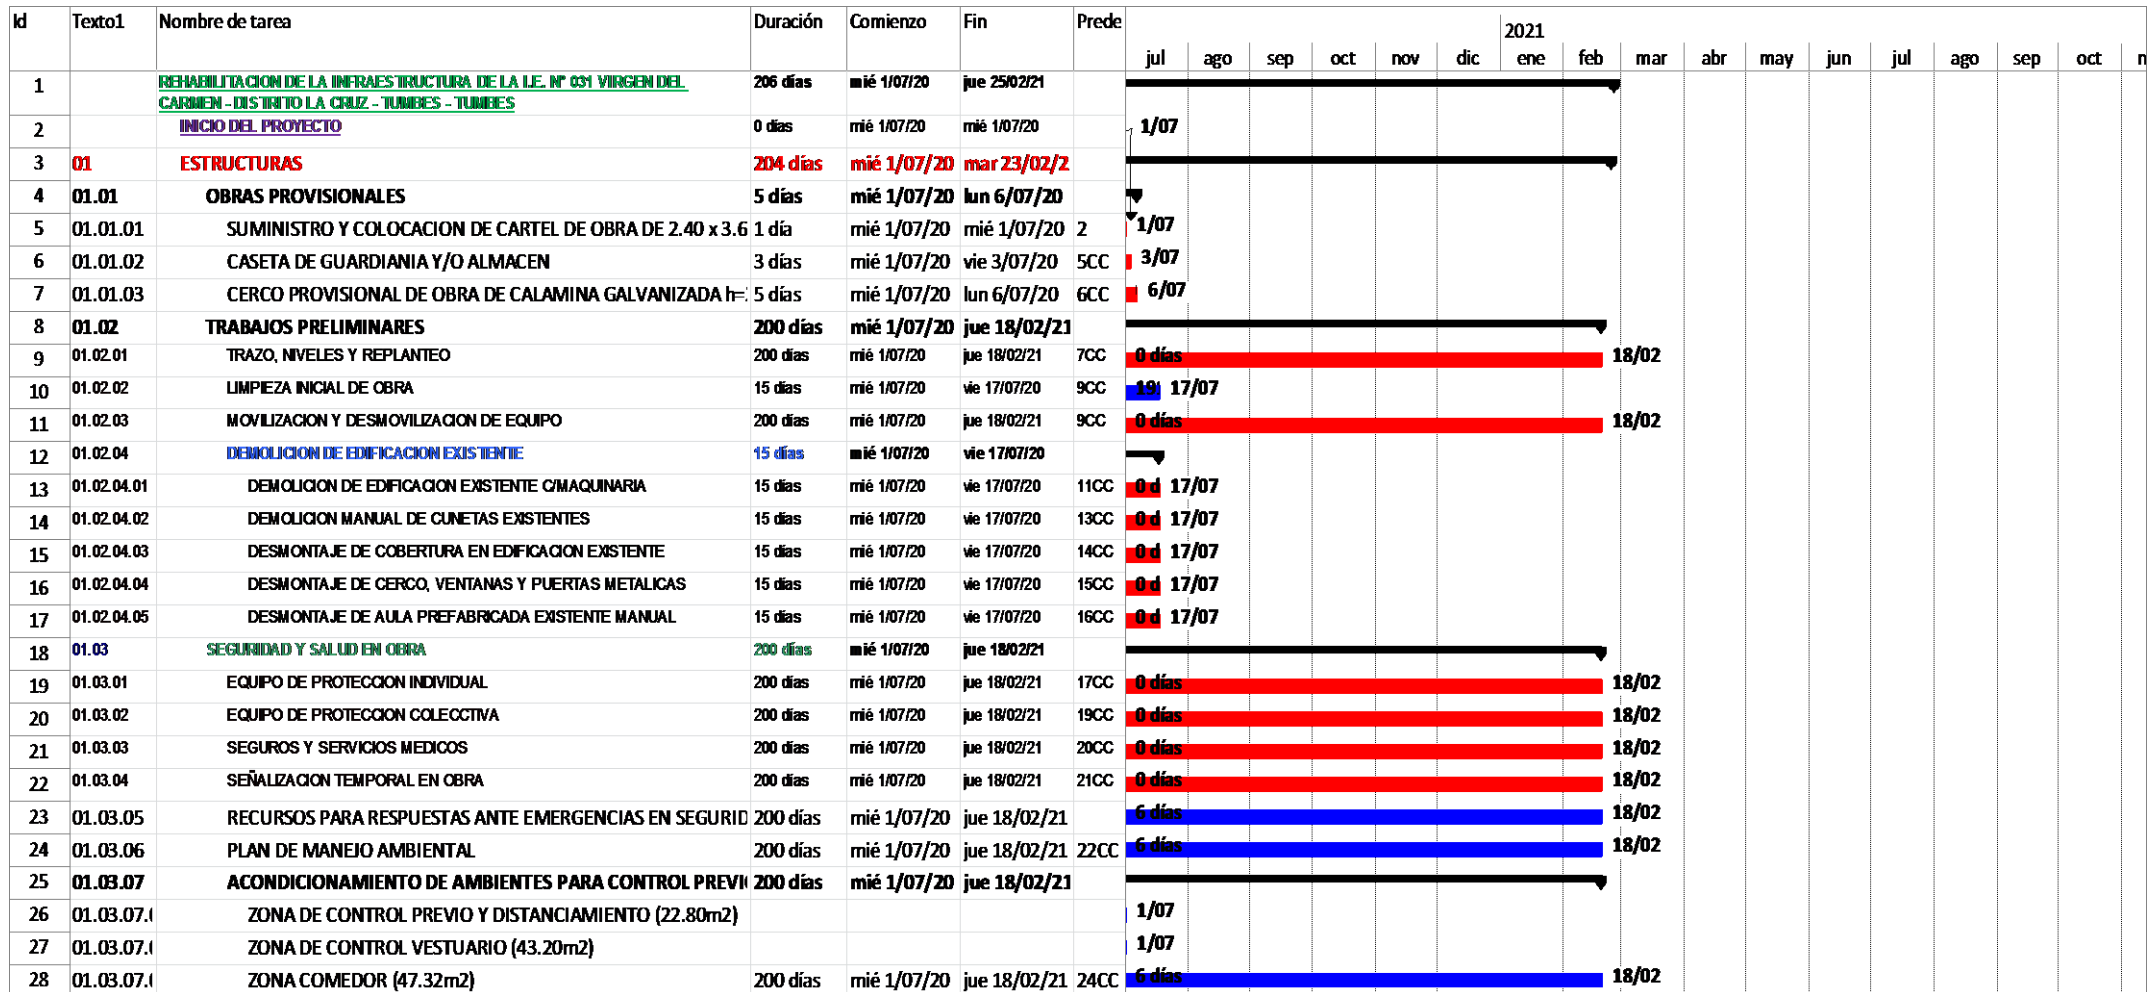 Id Texto1 Nombre de tarea Duración Comienzo Fin Prede
2021
jul ago sep oct nov dic ene feb mar abr may jun jul ago sep oct n
1 REHABILITACION DE LA INFRAESTRUCTURA DE LA I.E. N° 031 VIRGEN DEL 206 días mié 1/07/20 jue 25/02/21
CARMEN - DISTRITO LA CRUZ - TUMBES - TUMBES
2 INICIO DEL PROYECTO 0 días mié 1/07/20 mié 1/07/20 1/07
3 01 ESTRUCTURAS 204 días mié 1/07/20 mar 23/02/2
4 01.01 OBRAS PROVISIONALES 5 días mié 1/07/20 lun 6/07/20
5 01.01.01 SUMINISTRO Y COLOCACION DE CARTEL DE OBRA DE 2.40 x 3.6 1 día mié 1/07/20 mié 1/07/20 2 1/07
6 01.01.02 CASETA DE GUARDIANIA Y/O ALMACEN 3 días mié 1/07/20 vie 3/07/20 5CC 3/07
7 01.01.03 CERCO PROVISIONAL DE OBRA DE CALAMINA GALVANIZADA h= 5 días mié 1/07/20 lun 6/07/20 6CC 6/07
8 01.02 TRABAJOS PRELIMINARES 200 días mié 1/07/20 jue 18/02/21
9 01.02.01 TRAZO, NIVELES Y REPLANTEO 200 días mié 1/07/20 jue 18/02/21 7CC 0 días 18/02
10 01.02.02 LIMPIEZA INICIAL DE OBRA 15 días mié 1/07/20 vie 17/07/20 9CC 19 17/07
11 01.02.03 MOVILIZACION Y DESMOVILIZACION DE EQUIPO 200 días mié 1/07/20 jue 18/02/21 9CC 0 días 18/02
12 01.02.04 DEMOLICION DE EDIFICACION EXISTENTE 15 días mié 1/07/20 vie 17/07/20
13 01.02.04.01 DEMOLICION DE EDIFICACION EXISTENTE C/MAQUINARIA 15 días mié 1/07/20 vie 17/07/20 11CC 0 d 17/07
14 01.02.04.02 DEMOLICION MANUAL DE CUNETAS EXISTENTES 15 días mié 1/07/20 vie 17/07/20 13CC 0 d 17/07
15 01.02.04.03 DESMONTAJE DE COBERTURA EN EDIFICACION EXISTENTE 15 días mié 1/07/20 vie 17/07/20 14CC 0 d 17/07
16 01.02.04.04 DESMONTAJE DE CERCO, VENTANAS Y PUERTAS METALICAS 15 días mié 1/07/20 vie 17/07/20 15CC 0 d 17/07
17 01.02.04.05 DESMONTAJE DE AULA PREFABRICADA EXISTENTE MANUAL 15 días mié 1/07/20 vie 17/07/20 16CC 0 d 17/07
18 01.03 SEGURIDAD Y SALUD EN OBRA 200 días mié 1/07/20 jue 18/02/21
19 01.03.01 EQUIPO DE PROTECCION INDIVIDUAL 200 días mié 1/07/20 jue 18/02/21 17CC 0 días 18/02
20 01.03.02 EQUIPO DE PROTECCION COLECCTIVA 200 días mié 1/07/20 jue 18/02/21 19CC 0 días 18/02
21 01.03.03 SEGUROS Y SERVICIOS MEDICOS 200 días mié 1/07/20 jue 18/02/21 20CC 0 días 18/02
22 01.03.04 SEÑALIZACION TEMPORAL EN OBRA 200 días mié 1/07/20 jue 18/02/21 21CC 0 días 18/02
23 01.03.05 RECURSOS PARA RESPUESTAS ANTE EMERGENCIAS EN SEGURID 200 días mié 1/07/20 jue 18/02/21 6 días 18/02
24 01.03.06 PLAN DE MANEJO AMBIENTAL 200 días mié 1/07/20 jue 18/02/21 22CC 6 días 18/02
25 01.03.07 ACONDICIONAMIENTO DE AMBIENTES PARA CONTROL PREVI 200 días mié 1/07/20 jue 18/02/21
26 01.03.07.0 ZONA DE CONTROL PREVIO Y DISTANCIAMIENTO (22.80m2) 1/07
27 01.03.07.0 ZONA DE CONTROL VESTUARIO (43.20m2) 1/07
28 01.03.07.0 ZONA COMEDOR (47.32m2) 200 días mié 1/07/20 jue 18/02/21 24CC 6 días 18/02